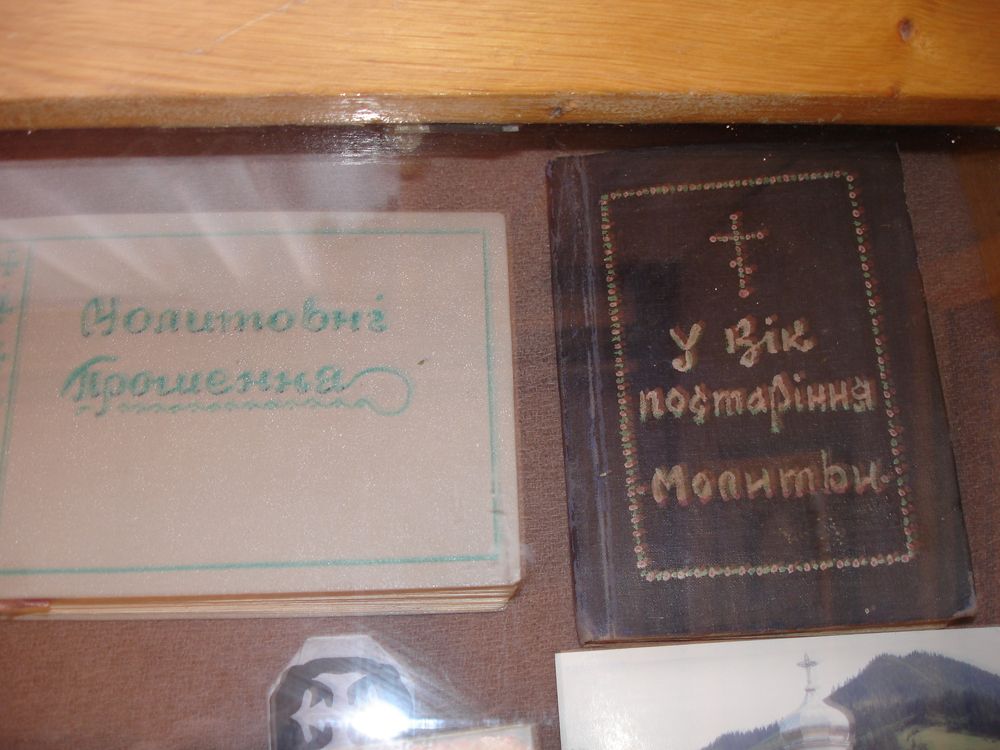 Молитовні
Прошення
У вік
постаріння
Молитви